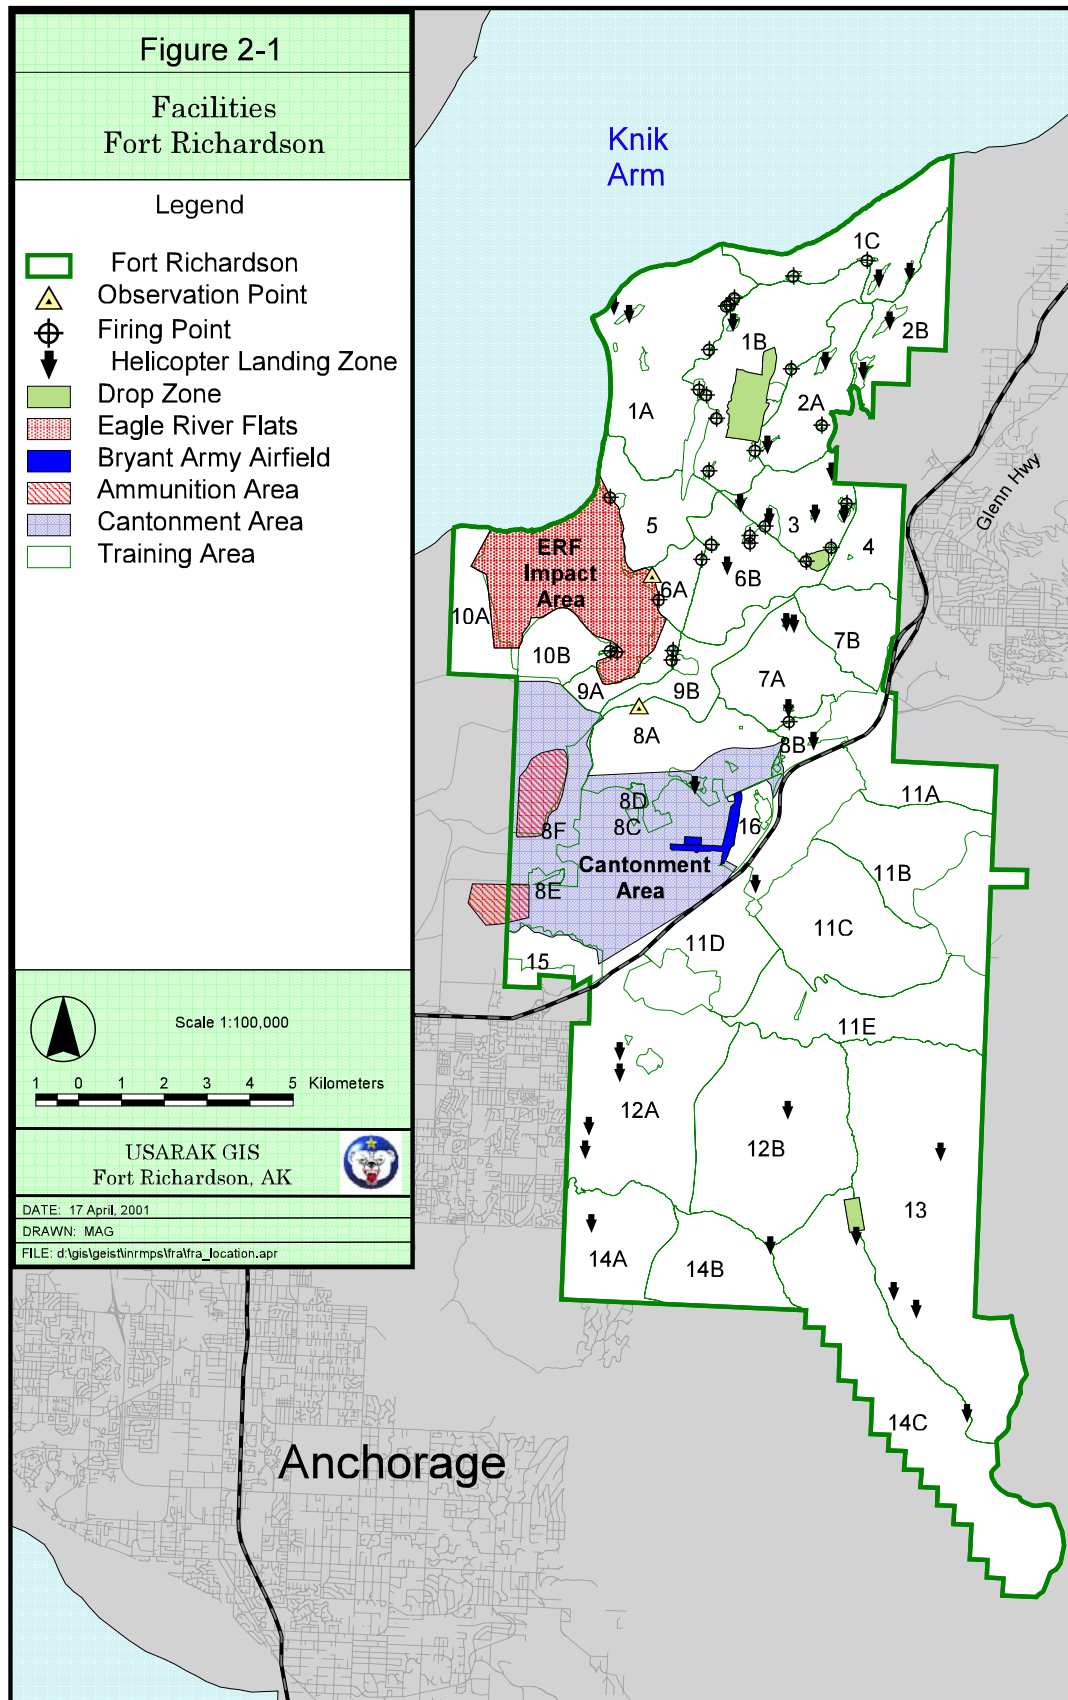 Figure 2-1
Facilities
Fort Richardson
Legend
Fort Richardson
Observation Point
Firing Point
Helicopter Landing Zone
Drop Zone
Eagle River Flats
Bryant Army Airfield
Ammunition Area
Cantonment Area
Training Area
Scale 1:100,000
1 0 1 2 3 4 5 Kilometers
USARAK GIS
Fort Richardson, AK
DATE: 17 April, 2001
DRAWN: MAG
FILE: d:\gis\geist\inrmps\fra\fra_location.apr
Knik
Arm
1C
2B
1B
1A
2A
Glenn Hwy
5
3
4
ERF
Impact
Area
6A
6B
10A
10B
7B
7A
9A
9B
8A
8B
11A
8D
8C
16
8F
Cantonment
Area
8E
11B
11C
11D
15
11E
12A
12B
13
14A
14B
14C
Anchorage